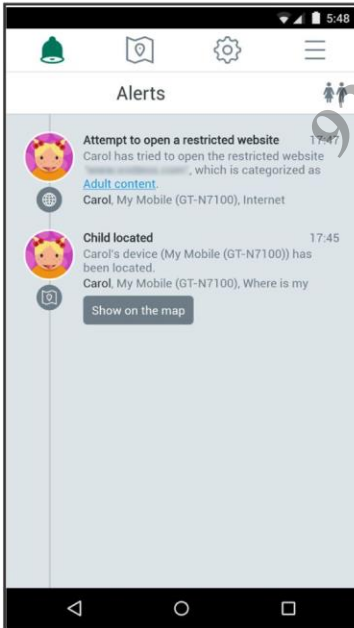 5:48
Alerts
Attempt to open a restricted website 17:47
Carol has tried to open the restricted website
", which is categorized as
Adult content.
Carol, My Mobile (GT-N7100), Internet
Child located 17:45
Carol's device (My Mobile (GT-N7100)) has
been located.
Carol, My Mobile (GT-N7100), Where is my
Show on the map